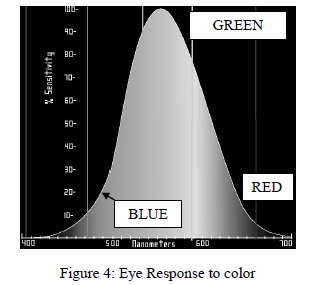 100-
GREEN
90-
80-
70-
% Sensitivity
60-
50-
40-
30-
20-
RED
10-
BLUE
400 500 Nanometers 600 700
Figure 4: Eye Response to color